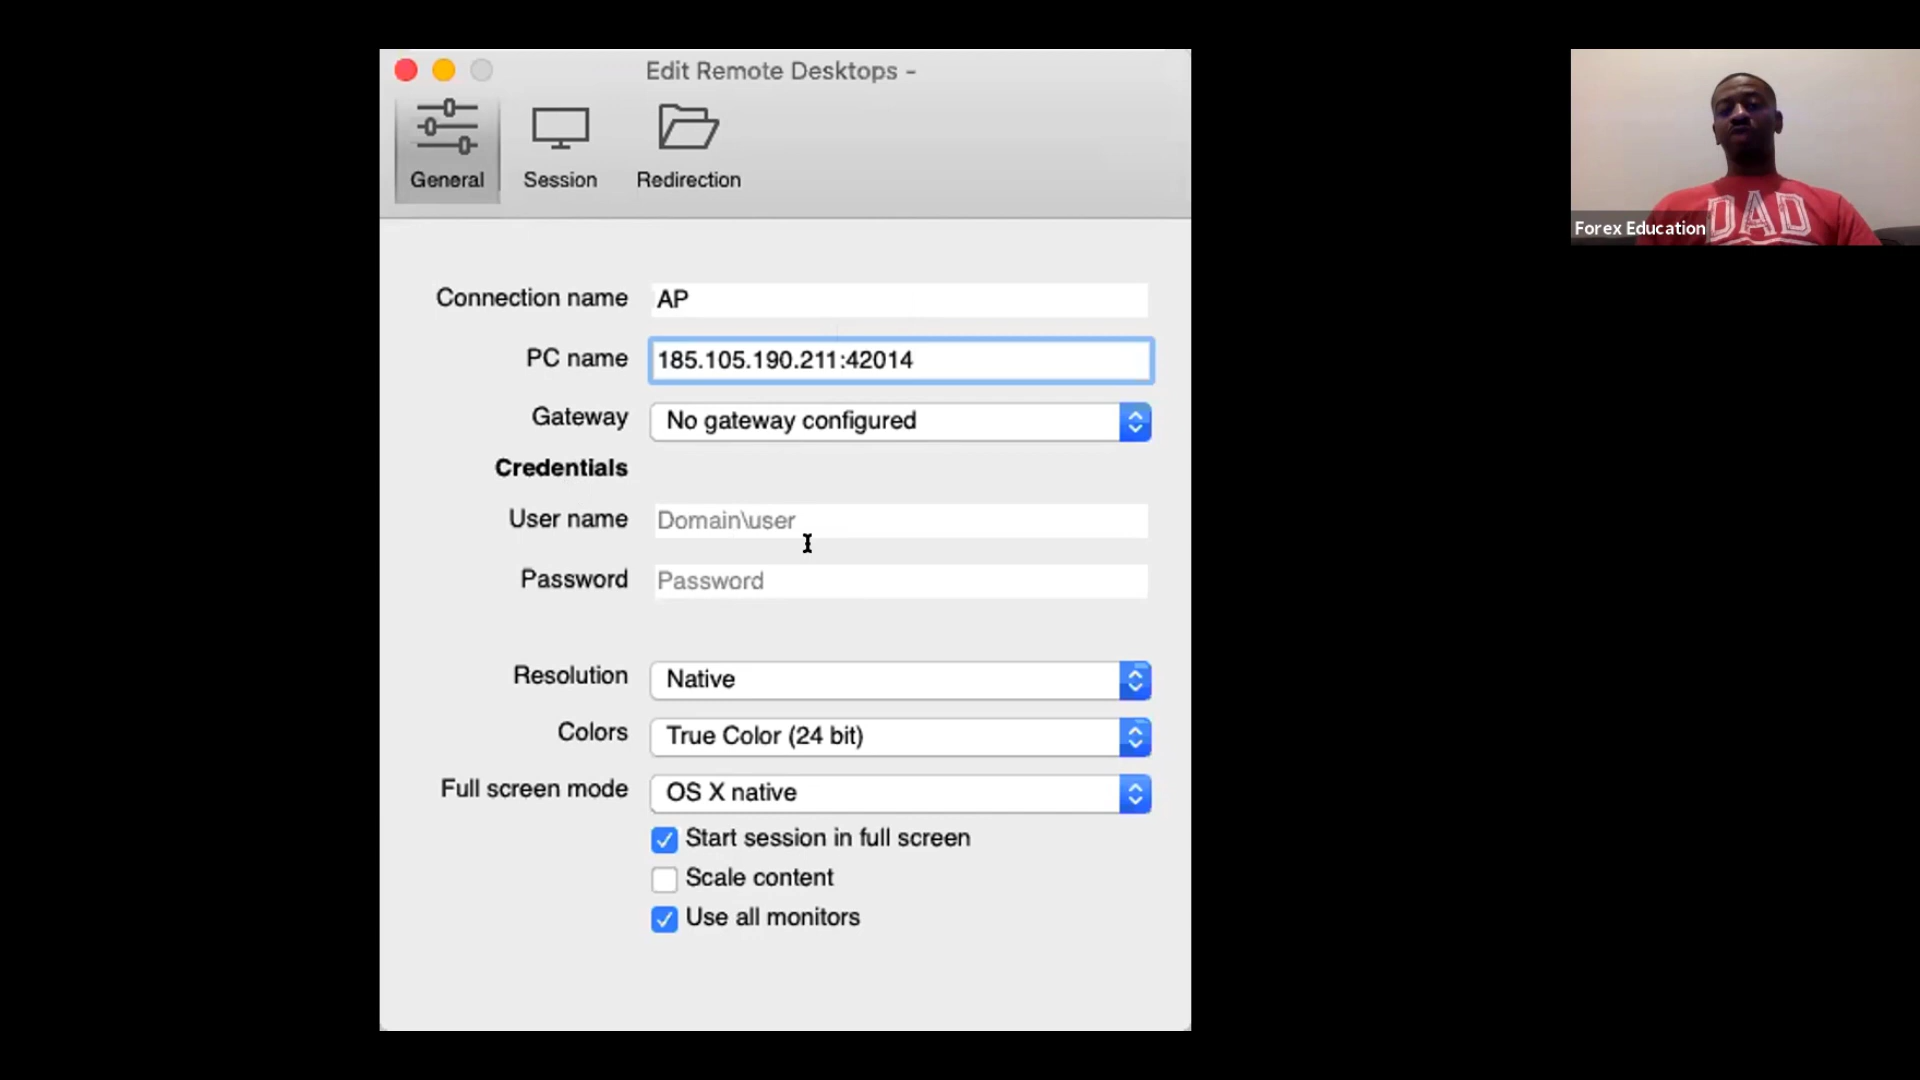 Edit Remote Desktops -
General
Session
Redirection
Connection name
AP
PC name
185.105.190.211:42014
Gateway
No gateway configured
Credentials
User name
Domain\user
Password
Password
Resolution
Native
Colors
True Color (24 bit)
Full screen mode
OS X native
Start session in full screen
Scale content
Use all monitors
DAD
Forex Education